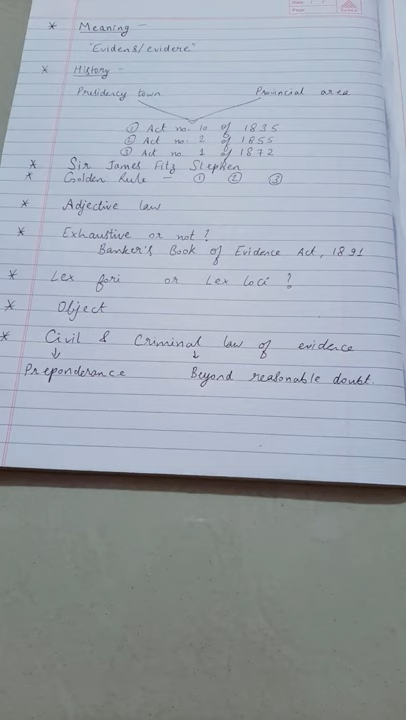 * Meaning -
"Evidens/evidere"
* History -
Presidency town Provincial area
① Act no. 10 of 1835
② Act no. 2 of 1855
③ Act no. 1 of 1872
* Sir James Fitz Stephen
* Golden Rule - ① ② ③
* Adjective law
* Exhaustive or not?
Banker's Book of Evidence Act, 1891
* Lex fori or Lex loci?
* Object
* Civil & Criminal law of evidence
↓ ↓
Preponderance Beyond reasonable doubt.